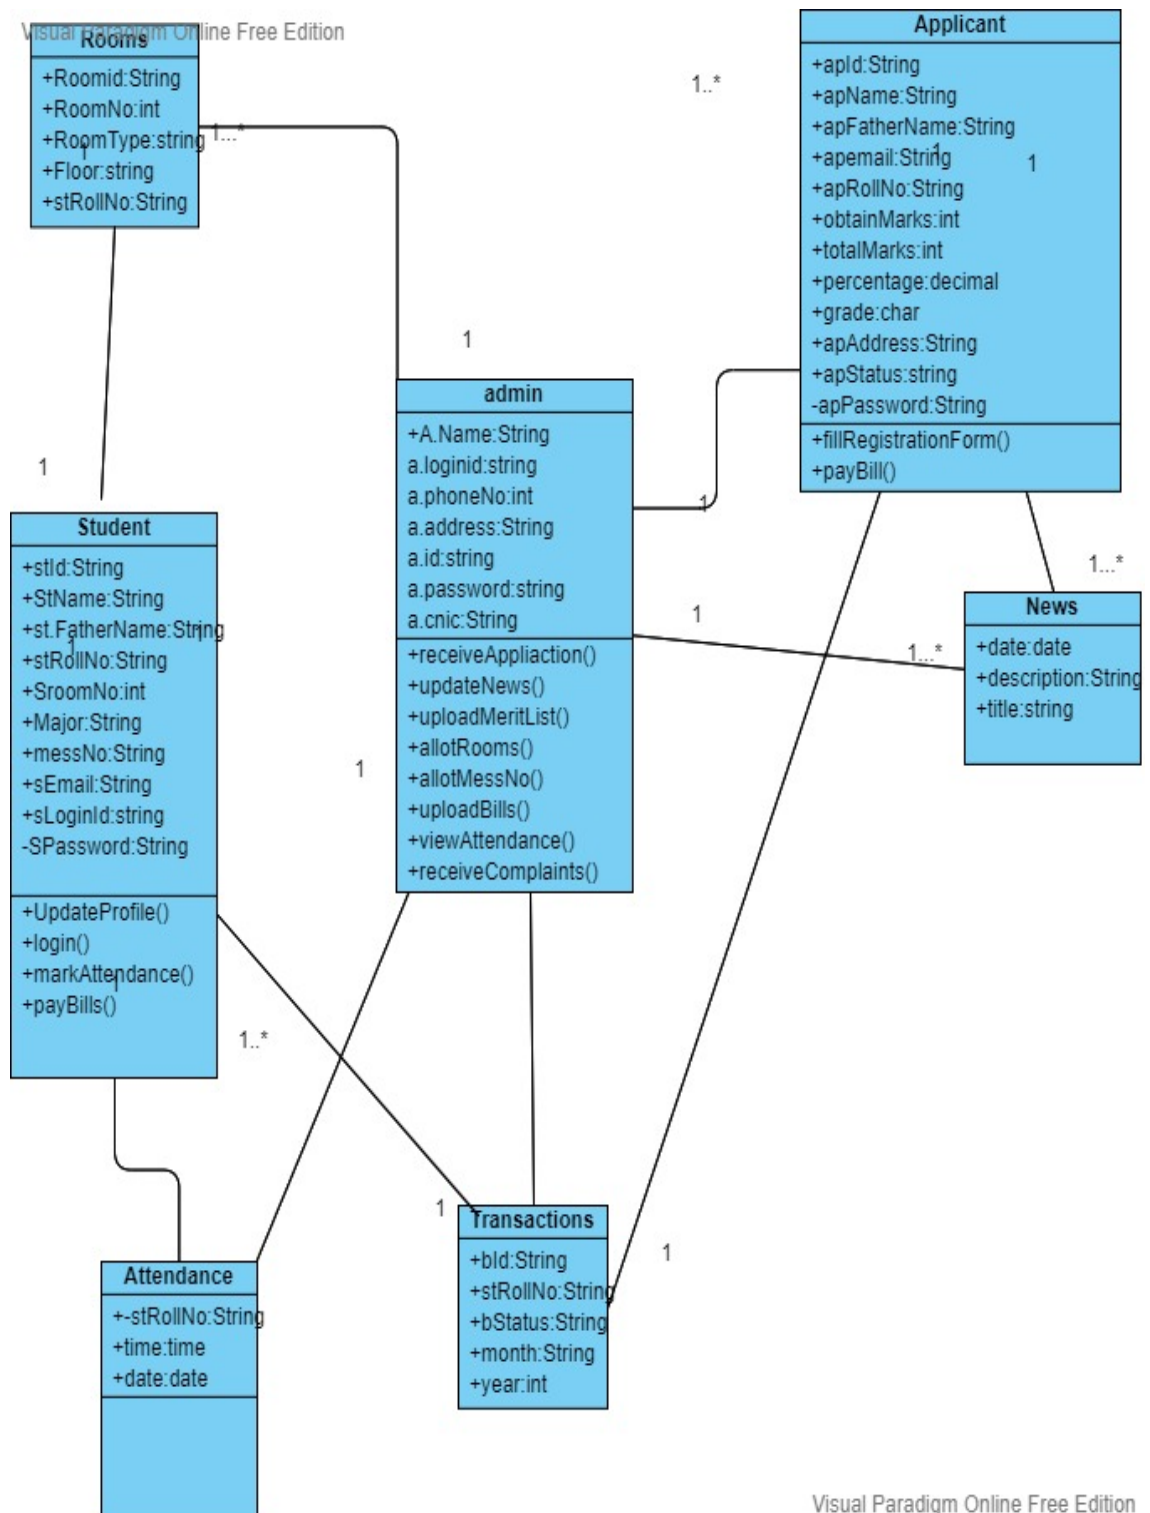 Visual Paradigm Online Free Edition
Rooms
+Roomid:String
+RoomNo:int
+RoomType:string
+Floor:string
+stRollNo:String
1
1...*
1..*
Applicant
+apId:String
+apName:String
+apFatherName:String
+apemail:String
+apRollNo:String
+obtainMarks:int
+totalMarks:int
+percentage:decimal
+grade:char
+apAddress:String
+apStatus:string
-apPassword:String
+fillRegistrationForm()
+payBill()
1
1
1
admin
+A.Name:String
a.loginid:string
a.phoneNo:int
a.address:String
a.id:string
a.password:string
a.cnic:String
+receiveAppliaction()
+updateNews()
+uploadMeritList()
+allotRooms()
+allotMessNo()
+uploadBills()
+viewAttendance()
+receiveComplaints()
1
1
1...*
1...*
News
+date:date
+description:String
+title:string
1
Student
+stId:String
+StName:String
+st.FatherName:String
+stRollNo:String
+SroomNo:int
+Major:String
+messNo:String
+sEmail:String
+sLoginId:string
-SPassword:String
+UpdateProfile()
+login()
+markAttendance()
+payBills()
1
1
1
1
1..*
1
1
Attendance
+-stRollNo:String
+time:time
+date:date
Transactions
+bId:String
+stRollNo:String
+bStatus:String
+month:String
+year:int
Visual Paradigm Online Free Edition